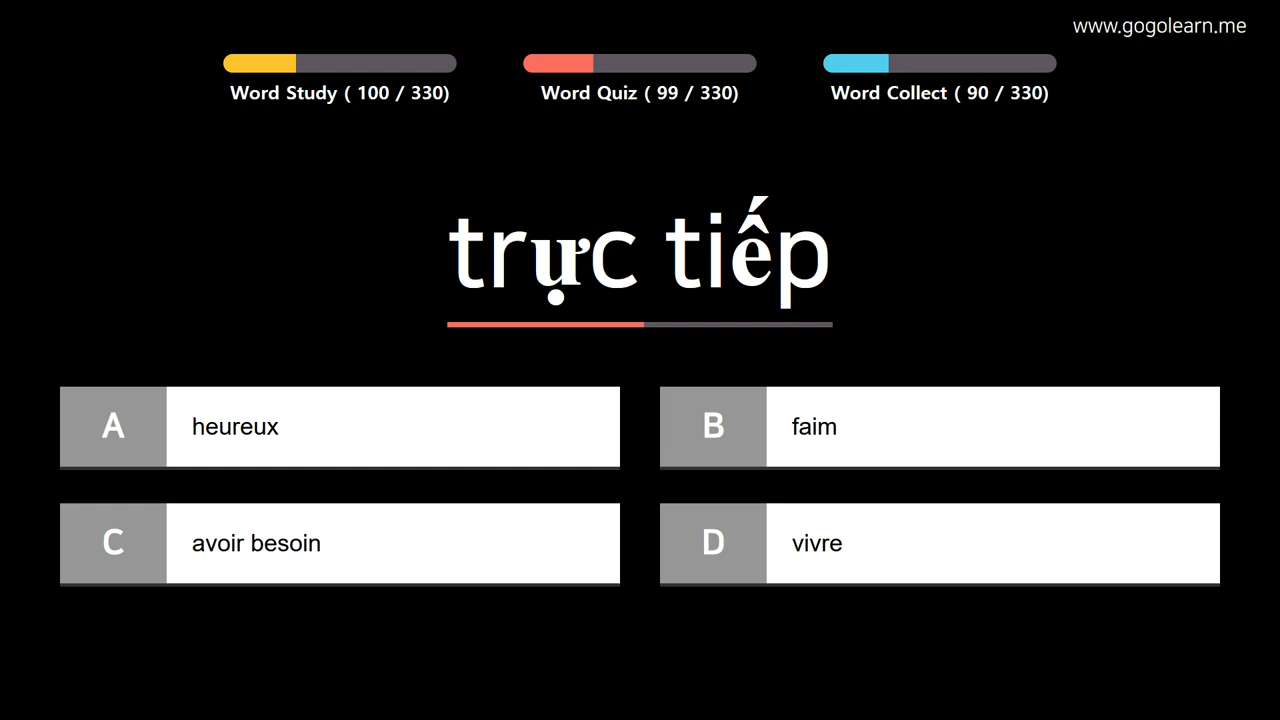 www.gogolearn.me
Word Study ( 100 / 330)
Word Quiz ( 99 / 330)
Word Collect ( 90 / 330)
trực tiếp
A heureux
B faim
C avoir besoin
D vivre